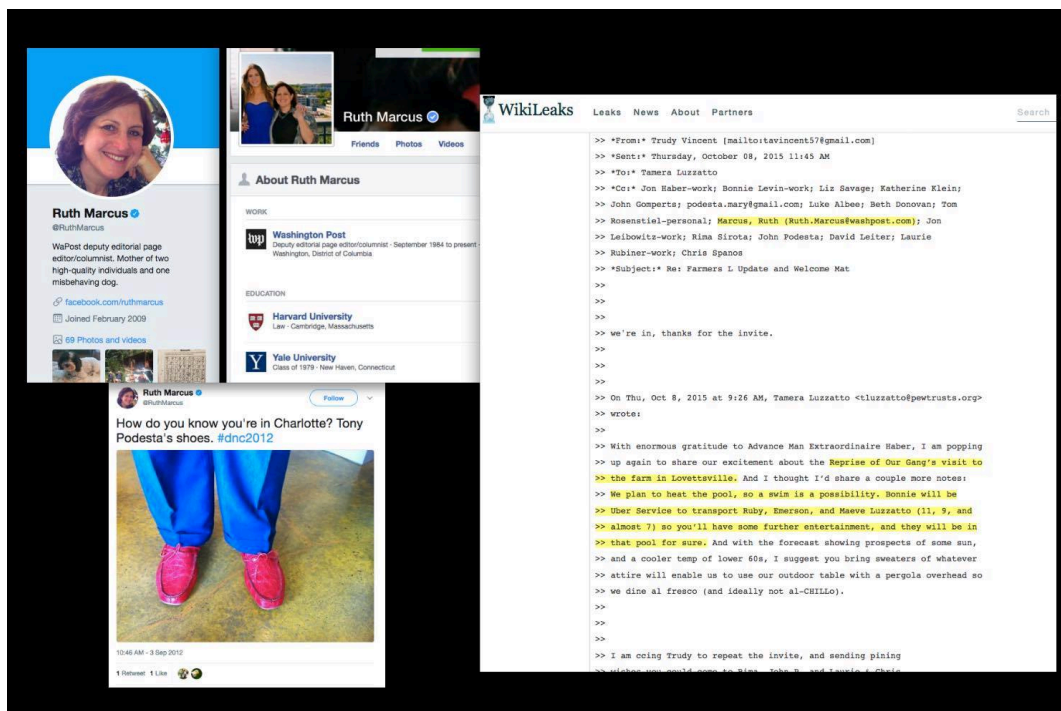 Ruth Marcus
@RuthMarcus
WaPost deputy editorial page
editor/columnist. Mother of two
high-quality individuals and one
misbehaving dog.
facebook.com/ruthmarcus
Joined February 2009
69 Photos and videos
Ruth Marcus
Friends Photos Videos
About Ruth Marcus
WORK
wp
Washington Post
Deputy editorial page editor/columnist · September 1984 to present ·
Washington, District of Columbia
EDUCATION
Harvard University
Law · Cambridge, Massachusetts
Y
Yale University
Class of 1979 · New Haven, Connecticut
Ruth Marcus
@RuthMarcus
Follow
How do you know you're in Charlotte? Tony
Podesta's shoes. #dnc2012
10:46 AM - 3 Sep 2012
1 Retweet 1 Like
WikiLeaks
Leaks News About Partners
Search
>> *From:* Trudy Vincent [mailto:tavincent57@gmail.com]
>> *Sent:* Thursday, October 08, 2015 11:45 AM
>> *To:* Tamera Luzzatto
>> *Cc:* Jon Haber-work; Bonnie Levin-work; Liz Savage; Katherine Klein;
>> John Gomperts; podesta.mary@gmail.com; Luke Albee; Beth Donovan; Tom
>> Rosenstiel-personal; Marcus, Ruth (Ruth.Marcus@washpost.com); Jon
>> Leibowitz-work; Rima Sirota; John Podesta; David Leiter; Laurie
>> Rubiner-work; Chris Spanos
>> *Subject:* Re: Farmers L Update and Welcome Mat
>>
>>
>>
>> we're in, thanks for the invite.
>>
>>
>>
>> On Thu, Oct 8, 2015 at 9:26 AM, Tamera Luzzatto <tluzzatto@pewtrusts.org>
>> wrote:
>>
>> With enormous gratitude to Advance Man Extraordinaire Haber, I am popping
>> up again to share our excitement about the Reprise of Our Gang's visit to
>> the farm in Lovettsville. And I thought I'd share a couple more notes:
>> We plan to heat the pool, so a swim is a possibility. Bonnie will be
>> Uber Service to transport Ruby, Emerson, and Maeve Luzzatto (11, 9, and
>> almost 7) so you'll have some further entertainment, and they will be in
>> that pool for sure. And with the forecast showing prospects of some sun,
>> and a cooler temp of lower 60s, I suggest you bring sweaters of whatever
>> attire will enable us to use our outdoor table with a pergola overhead so
>> we dine al fresco (and ideally not al-CHILLo).
>>
>>
>>
>> I am ccing Trudy to repeat the invite, and sending pining
>> wishes you could come to Rima, John P, and Laurie & Chris